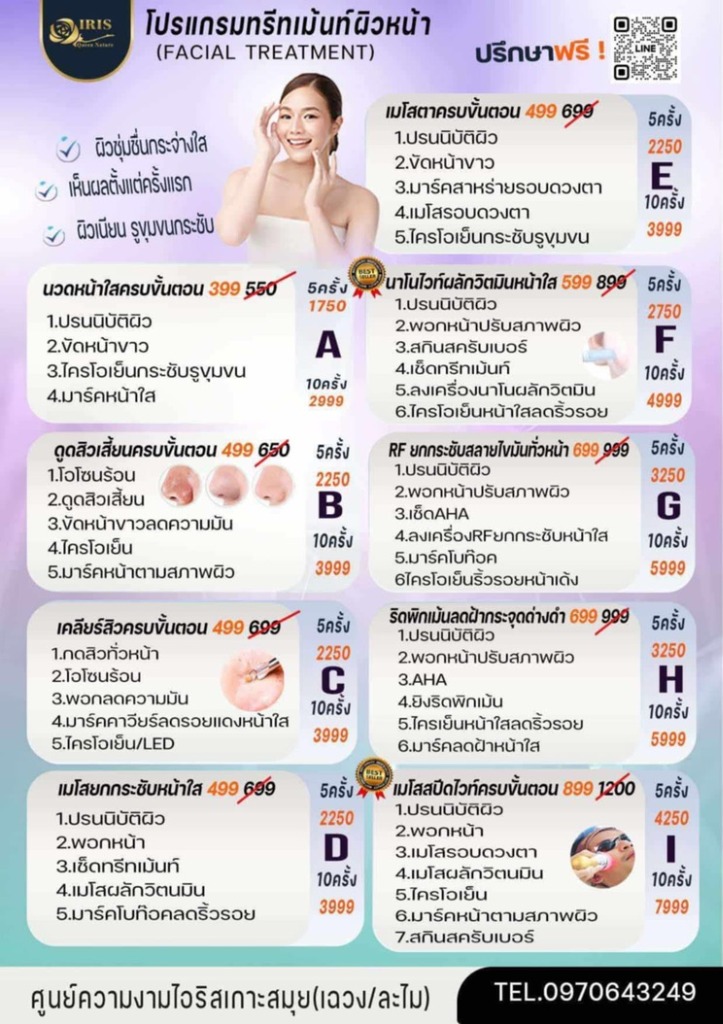 IRIS
Queen Nature
โปรแกรมทรีทเม้นท์ผิวหน้า
(FACIAL TREATMENT)
ปรึกษาฟรี !
LINE
ผิวชุ่มชื่นกระจ่างใส
เห็นผลตั้งแต่ครั้งแรก
ผิวเนียน รูขุมขนกระชับ
นวดหน้าใสครบขั้นตอน 399 550
1.ปรนนิบัติผิว
2.ขัดหน้าขาว
3.ไครโอเย็นกระชับรูขุมขน
4.มาร์คหน้าใส
5ครั้ง
1750
A
10ครั้ง
2999
ดูดสิวเสี้ยนครบขั้นตอน 499 650
1.โอโซนร้อน
2.ดูดสิวเสี้ยน
3.ขัดหน้าขาวลดความมัน
4.ไครโอเย็น
5.มาร์คหน้าตามสภาพผิว
5ครั้ง
2250
B
10ครั้ง
3999
เคลียร์สิวครบขั้นตอน 499 699
1.กดสิวทั่วหน้า
2.โอโซนร้อน
3.พอกลดความมัน
4.มาร์คคาวียร์ลดรอยแดงหน้าใส
5.ไครโอเย็น/LED
5ครั้ง
2250
C
10ครั้ง
3999
เมโสยกกระชับหน้าใส 499 699
1.ปรนนิบัติผิว
2.พอกหน้า
3.เช็ดทรีทเม้นท์
4.เมโสผลักวิตนมิน
5.มาร์คโบท๊อคลดริ้วรอย
5ครั้ง
2250
D
10ครั้ง
3999
เมโสตาครบขั้นตอน 499 699
1.ปรนนิบัติผิว
2.ขัดหน้าขาว
3.มาร์คสาหร่ายรอบดวงตา
4.เมโสรอบดวงตา
5.ไครโอเย็นกระชับรูขุมขน
5ครั้ง
2250
E
10ครั้ง
3999
BEST SELLER
นาโนไวท์ผลักวิตมินหน้าใส 599 899
1.ปรนนิบัติผิว
2.พอกหน้าปรับสภาพผิว
3.สกินสครับเบอร์
4.เช็ดทรีทเม้นท์
5.ลงเครื่องนาโนผลักวิตมิน
6.ไครโอเย็นหน้าใสลดริ้วรอย
5ครั้ง
2750
F
10ครั้ง
4999
RF ยกกระชับสลายไขมันทั่วหน้า 699 999
1.ปรนนิบัติผิว
2.พอกหน้าปรับสภาพผิว
3.เช็ดAHA
4.ลงเครื่องRFยกกระชับหน้าใส
5.มาร์คโบท๊อค
6ไครโอเย็นริ้วรอยหน้าเด้ง
5ครั้ง
3250
G
10ครั้ง
5999
ริดพิกเม้นลดฝ้ากระจุดด่างดำ 699 999
1.ปรนนิบัติผิว
2.พอกหน้าปรับสภาพผิว
3.AHA
4.ยิงริดพิกเม้น
5.ไครเย็นหน้าใสลดริ้วรอย
6.มาร์คลดฝ้าหน้าใส
5ครั้ง
3250
H
10ครั้ง
5999
BEST SELLER
เมโสสปีดไวท์ครบขั้นตอน 899 1200
1.ปรนนิบัติผิว
2.พอกหน้า
3.เมโสรอบดวงตา
4.เมโสผลักวิตนมิน
5.ไครโอเย็น
6.มาร์คหน้าตามสภาพผิว
7.สกินสครับเบอร์
5ครั้ง
4250
I
10ครั้ง
7999
ศูนย์ความงามไอริสเกาะสมุย(เฉวง/ละไม)
TEL.0970643249